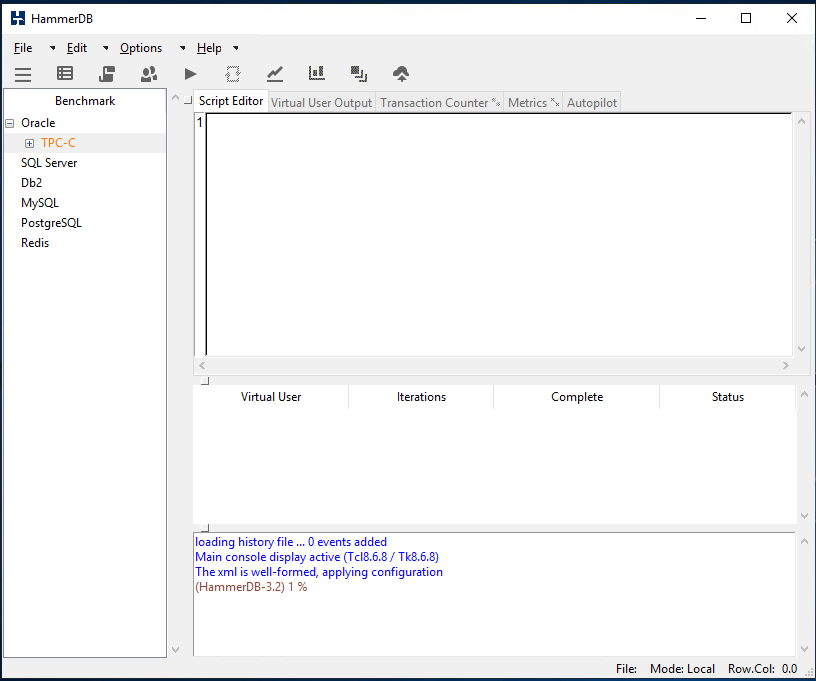 HammerDB
File Edit Options Help
Benchmark
Oracle
TPC-C
SQL Server
Db2
MySQL
PostgreSQL
Redis
Script Editor Virtual User Output Transaction Counter Metrics Autopilot
1
Virtual User Iterations Complete Status
loading history file ... 0 events added
Main console display active (Tcl8.6.8 / Tk8.6.8)
The xml is well-formed, applying configuration
(HammerDB-3.2) 1 %
File: Mode: Local Row.Col: 0.0